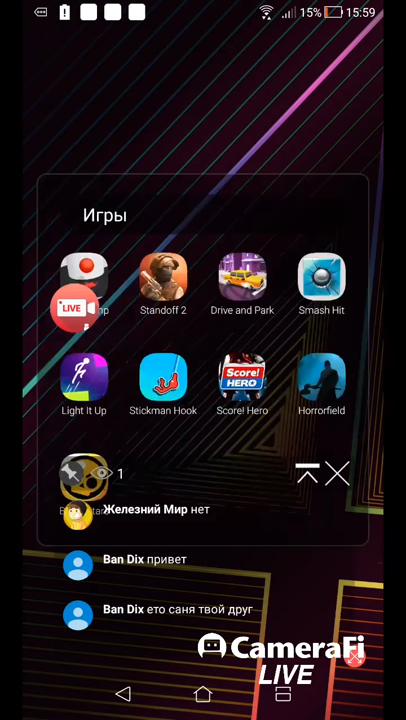 15% 15:59
Игры
LIVE
Standoff 2
Drive and Park
Smash Hit
Score!
HERO
Light It Up
Stickman Hook
Score! Hero
Horrorfield
1
Железний Мир нет
Ban Dix привет
Ban Dix ето саня твой друг
CameraFi
LIVE